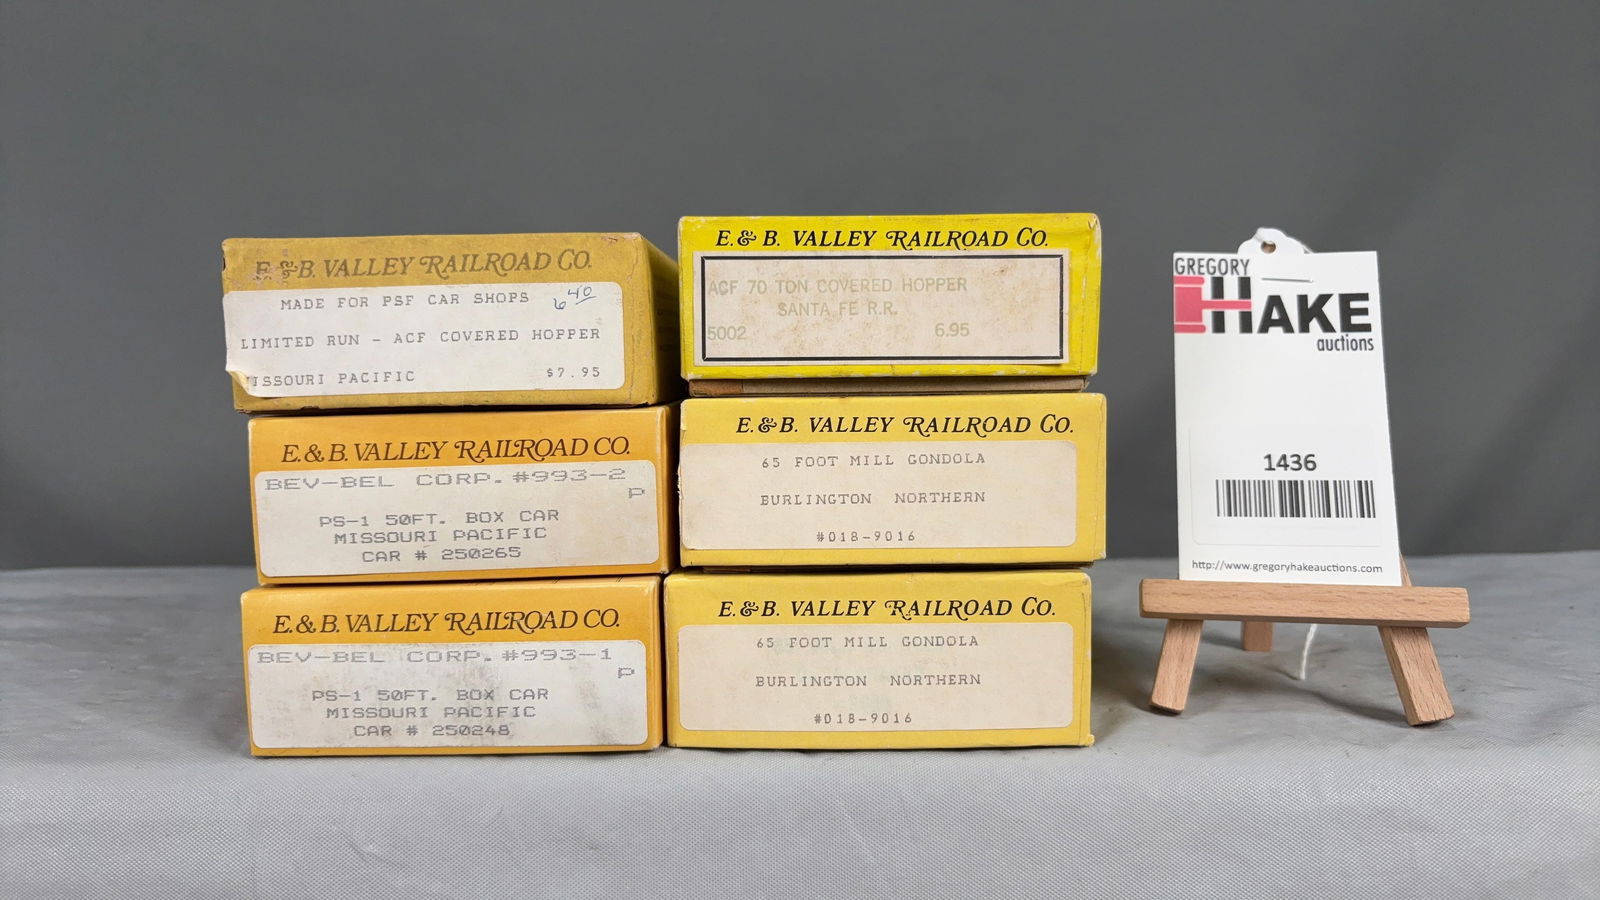 E. & B. VALLEY RAILROAD CO.
MADE FOR PSF CAR SHOPS
6 40
LIMITED RUN - ACF COVERED HOPPER
ISSOURI PACIFIC $7.95
E. & B. VALLEY RAILROAD CO.
BEV-BEL CORP. #993-2
P
PS-1 50FT. BOX CAR
MISSOURI PACIFIC
CAR # 250265
E. & B. VALLEY RAILROAD CO.
BEV-BEL CORP. #993-1
P
PS-1 50FT. BOX CAR
MISSOURI PACIFIC
CAR # 250248
E. & B. VALLEY RAILROAD CO.
ACF 70 TON COVERED HOPPER
SANTA FE R.R.
5002 6.95
E. & B. VALLEY RAILROAD CO.
65 FOOT MILL GONDOLA
BURLINGTON NORTHERN
#018-9016
E. & B. VALLEY RAILROAD CO.
65 FOOT MILL GONDOLA
BURLINGTON NORTHERN
#018-9016
GREGORY
HAKE
auctions
1436
http://www.gregoryhakeauctions.com